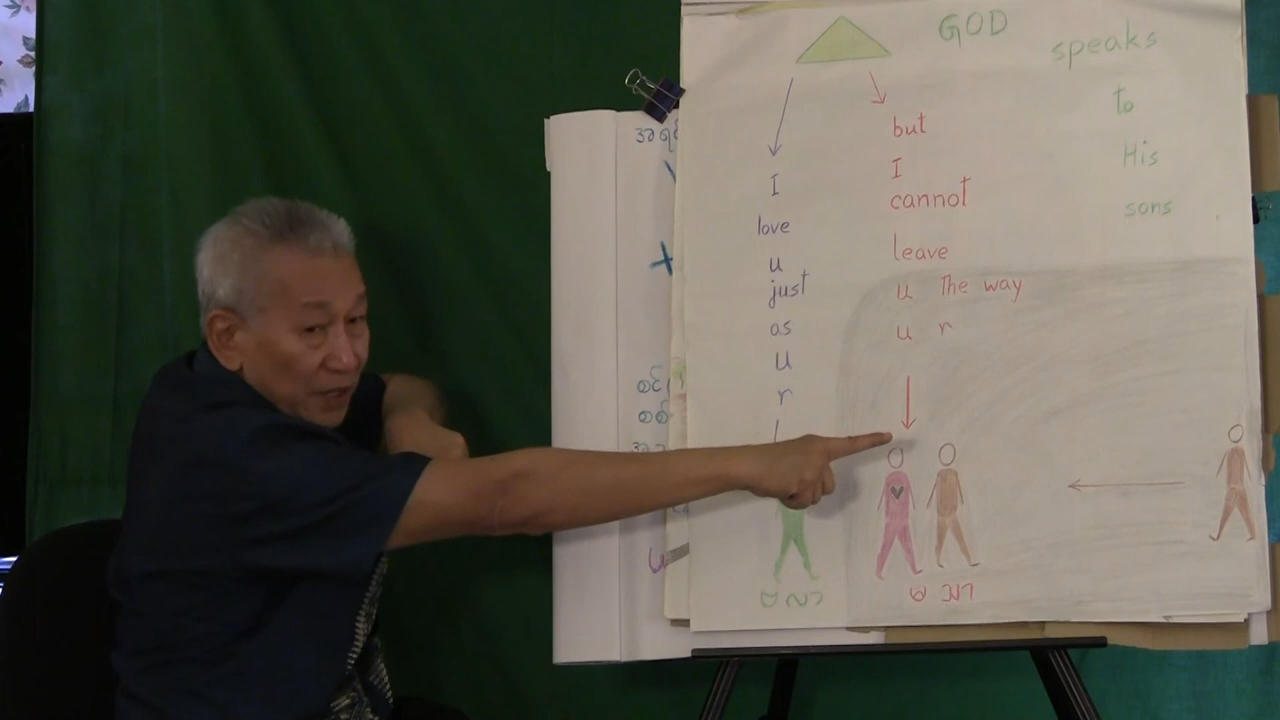 GOD
speaks
to
His
sons
I
love
u
just
as
u
r
but
I
cannot
leave
u The way
u r